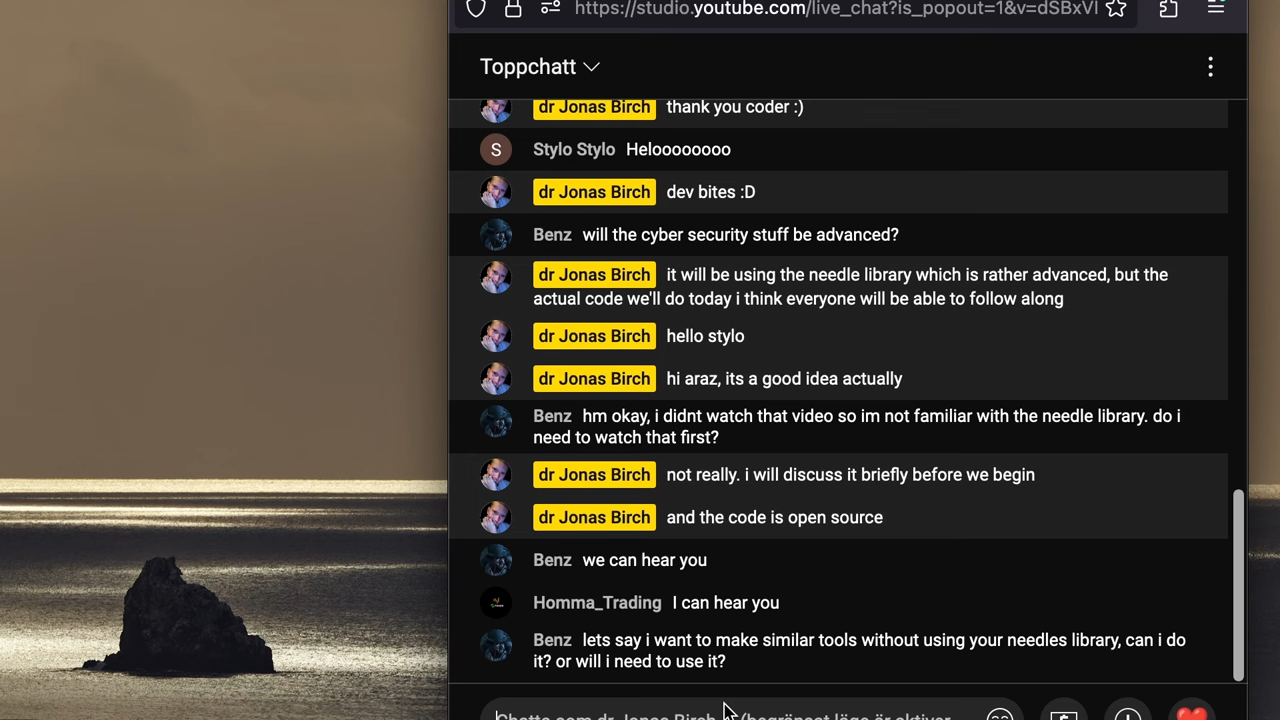 https://studio.youtube.com/live_chat?is_popout=1&v=dSBxVI
Toppchatt
dr Jonas Birch thank you coder :)
S Stylo Stylo Heloooooooo
dr Jonas Birch dev bites :D
Benz will the cyber security stuff be advanced?
dr Jonas Birch it will be using the needle library which is rather advanced, but the
actual code we'll do today i think everyone will be able to follow along
dr Jonas Birch hello stylo
dr Jonas Birch hi araz, its a good idea actually
Benz hm okay, i didnt watch that video so im not familiar with the needle library. do i
need to watch that first?
dr Jonas Birch not really. i will discuss it briefly before we begin
dr Jonas Birch and the code is open source
Benz we can hear you
Homma_Trading I can hear you
Benz lets say i want to make similar tools without using your needles library, can i do
it? or will i need to use it?
Chatta som dr Jonas Birch